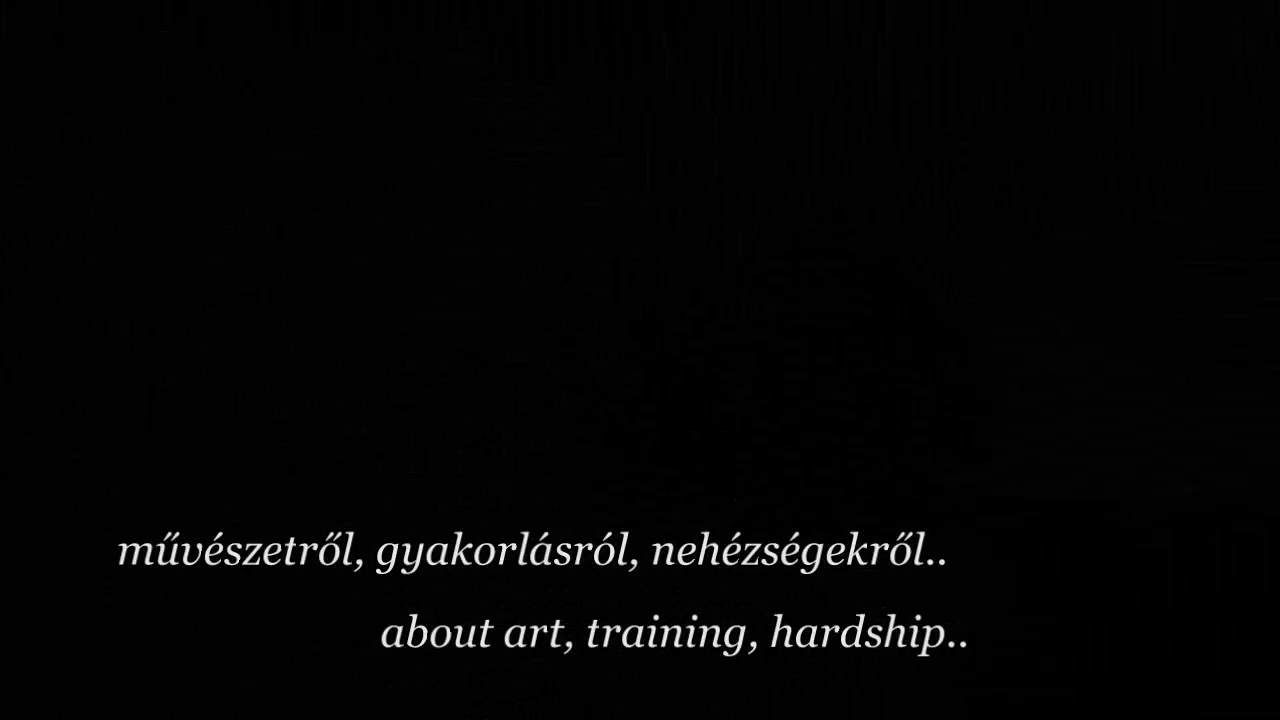 művészetről, gyakorlásról, nehézségekről..
about art, training, hardship..